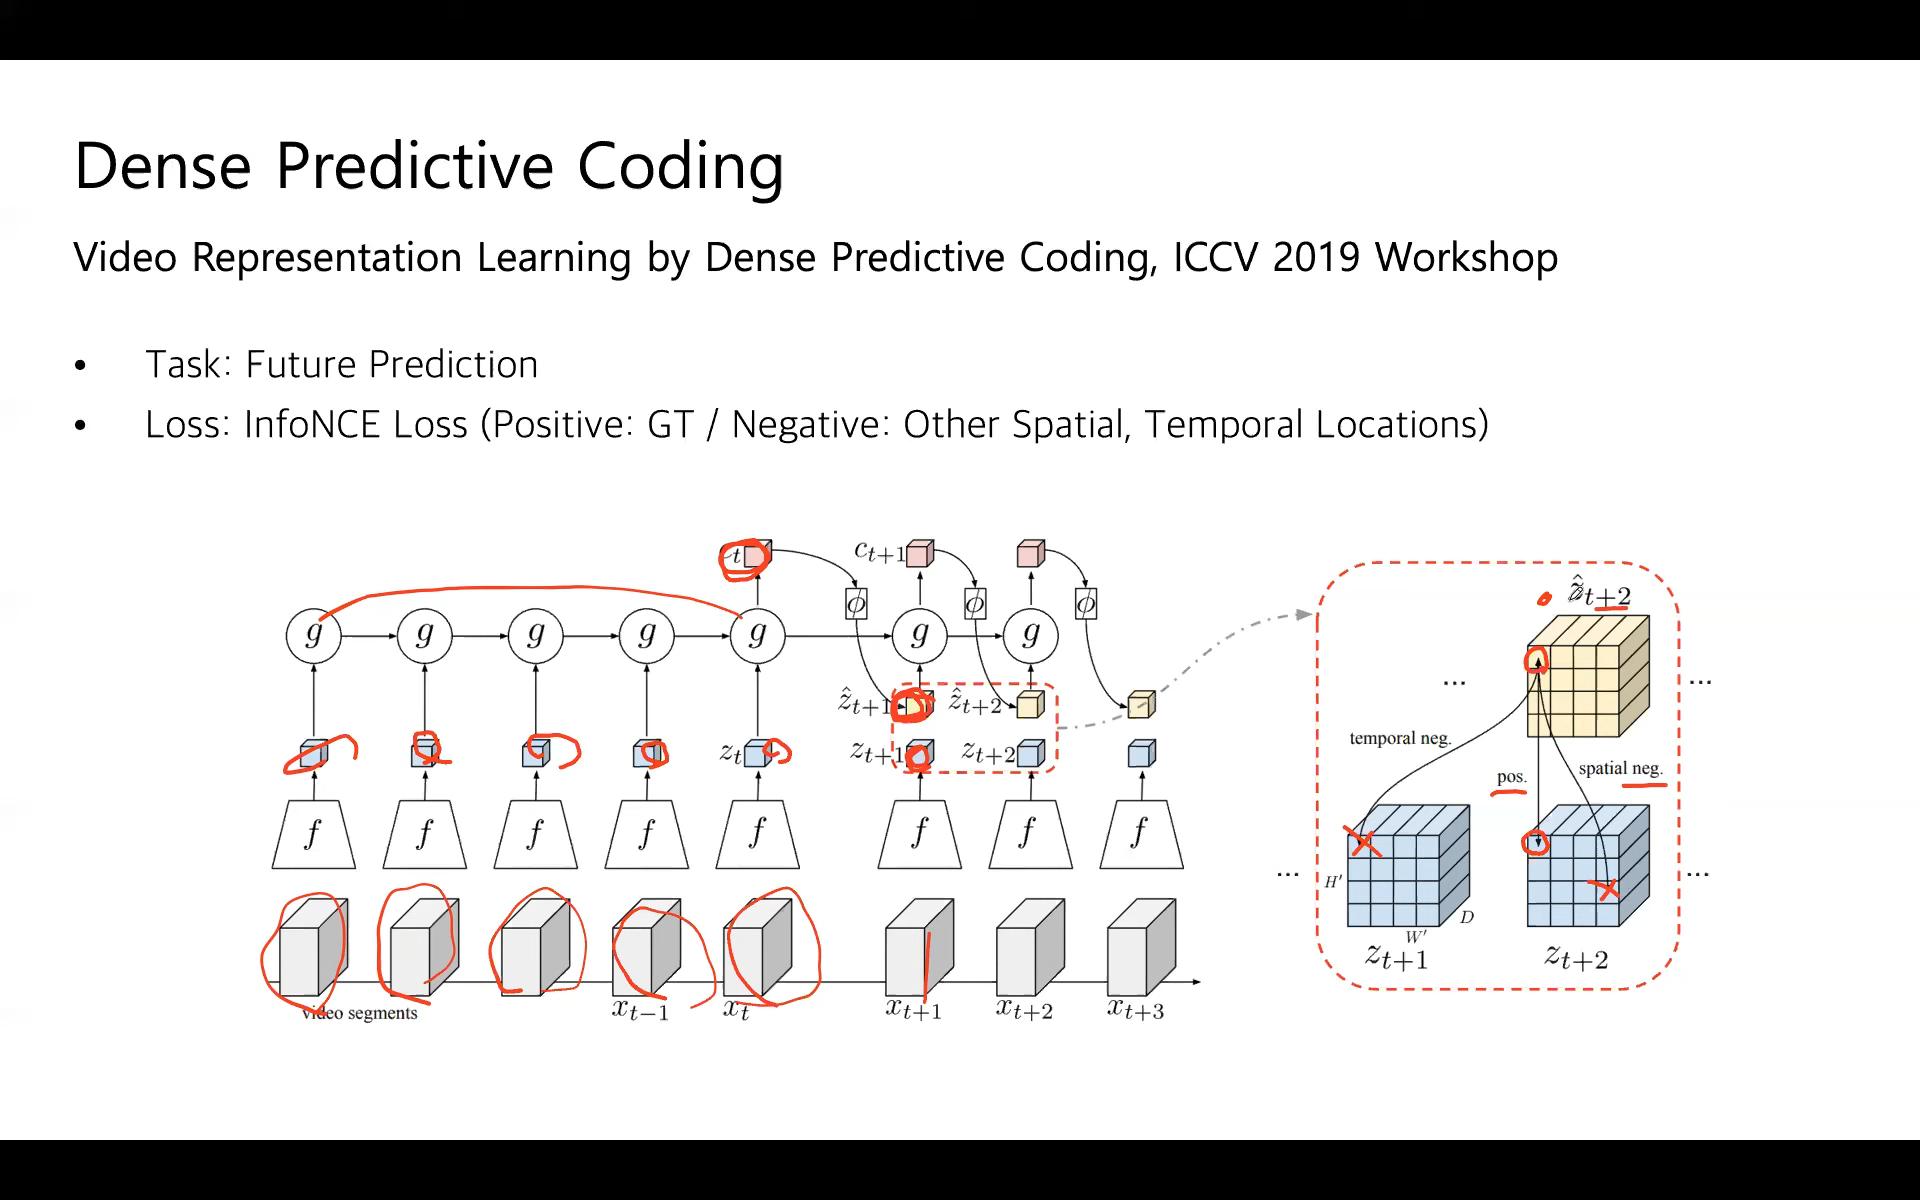 Dense Predictive Coding
Video Representation Learning by Dense Predictive Coding, ICCV 2019 Workshop
• Task: Future Prediction
• Loss: InfoNCE Loss (Positive: GT / Negative: Other Spatial, Temporal Locations)
c_t c_{t+1}
ϕ ϕ ϕ
g g g g g g g
ẑ_{t+1} ẑ_{t+2}
z_t z_{t+1} z_{t+2}
f f f f f f f f
x_{t−1} x_t x_{t+1} x_{t+2} x_{t+3}
video segments
ẑ_{t+2}
... ...
temporal neg.
pos.
spatial neg.
... ...
H′
D
W′
z_{t+1} z_{t+2}